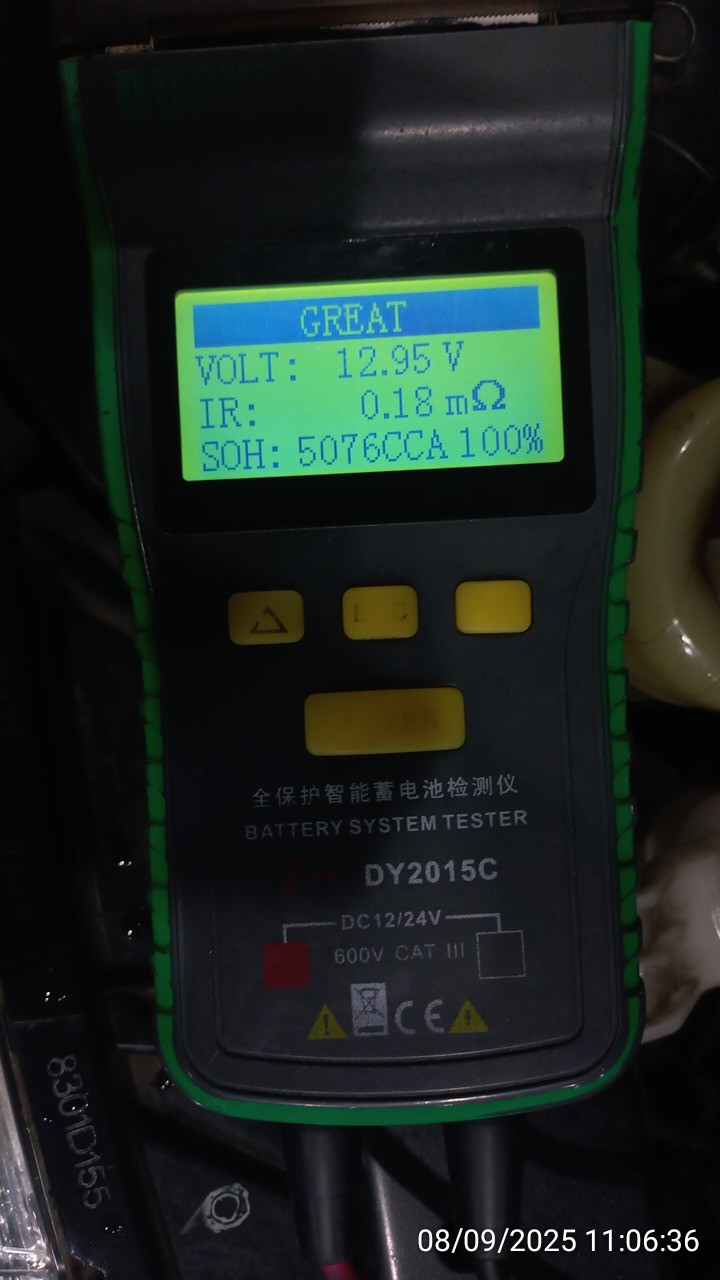 GREAT
VOLT: 12.95 V
IR: 0.18 mΩ
SOH: 5076CCA 100%
全保护智能蓄电池检测仪
BATTERY SYSTEM TESTER
DY2015C
DC12/24V
600V CAT III
CE
8301D155
08/09/2025 11:06:36